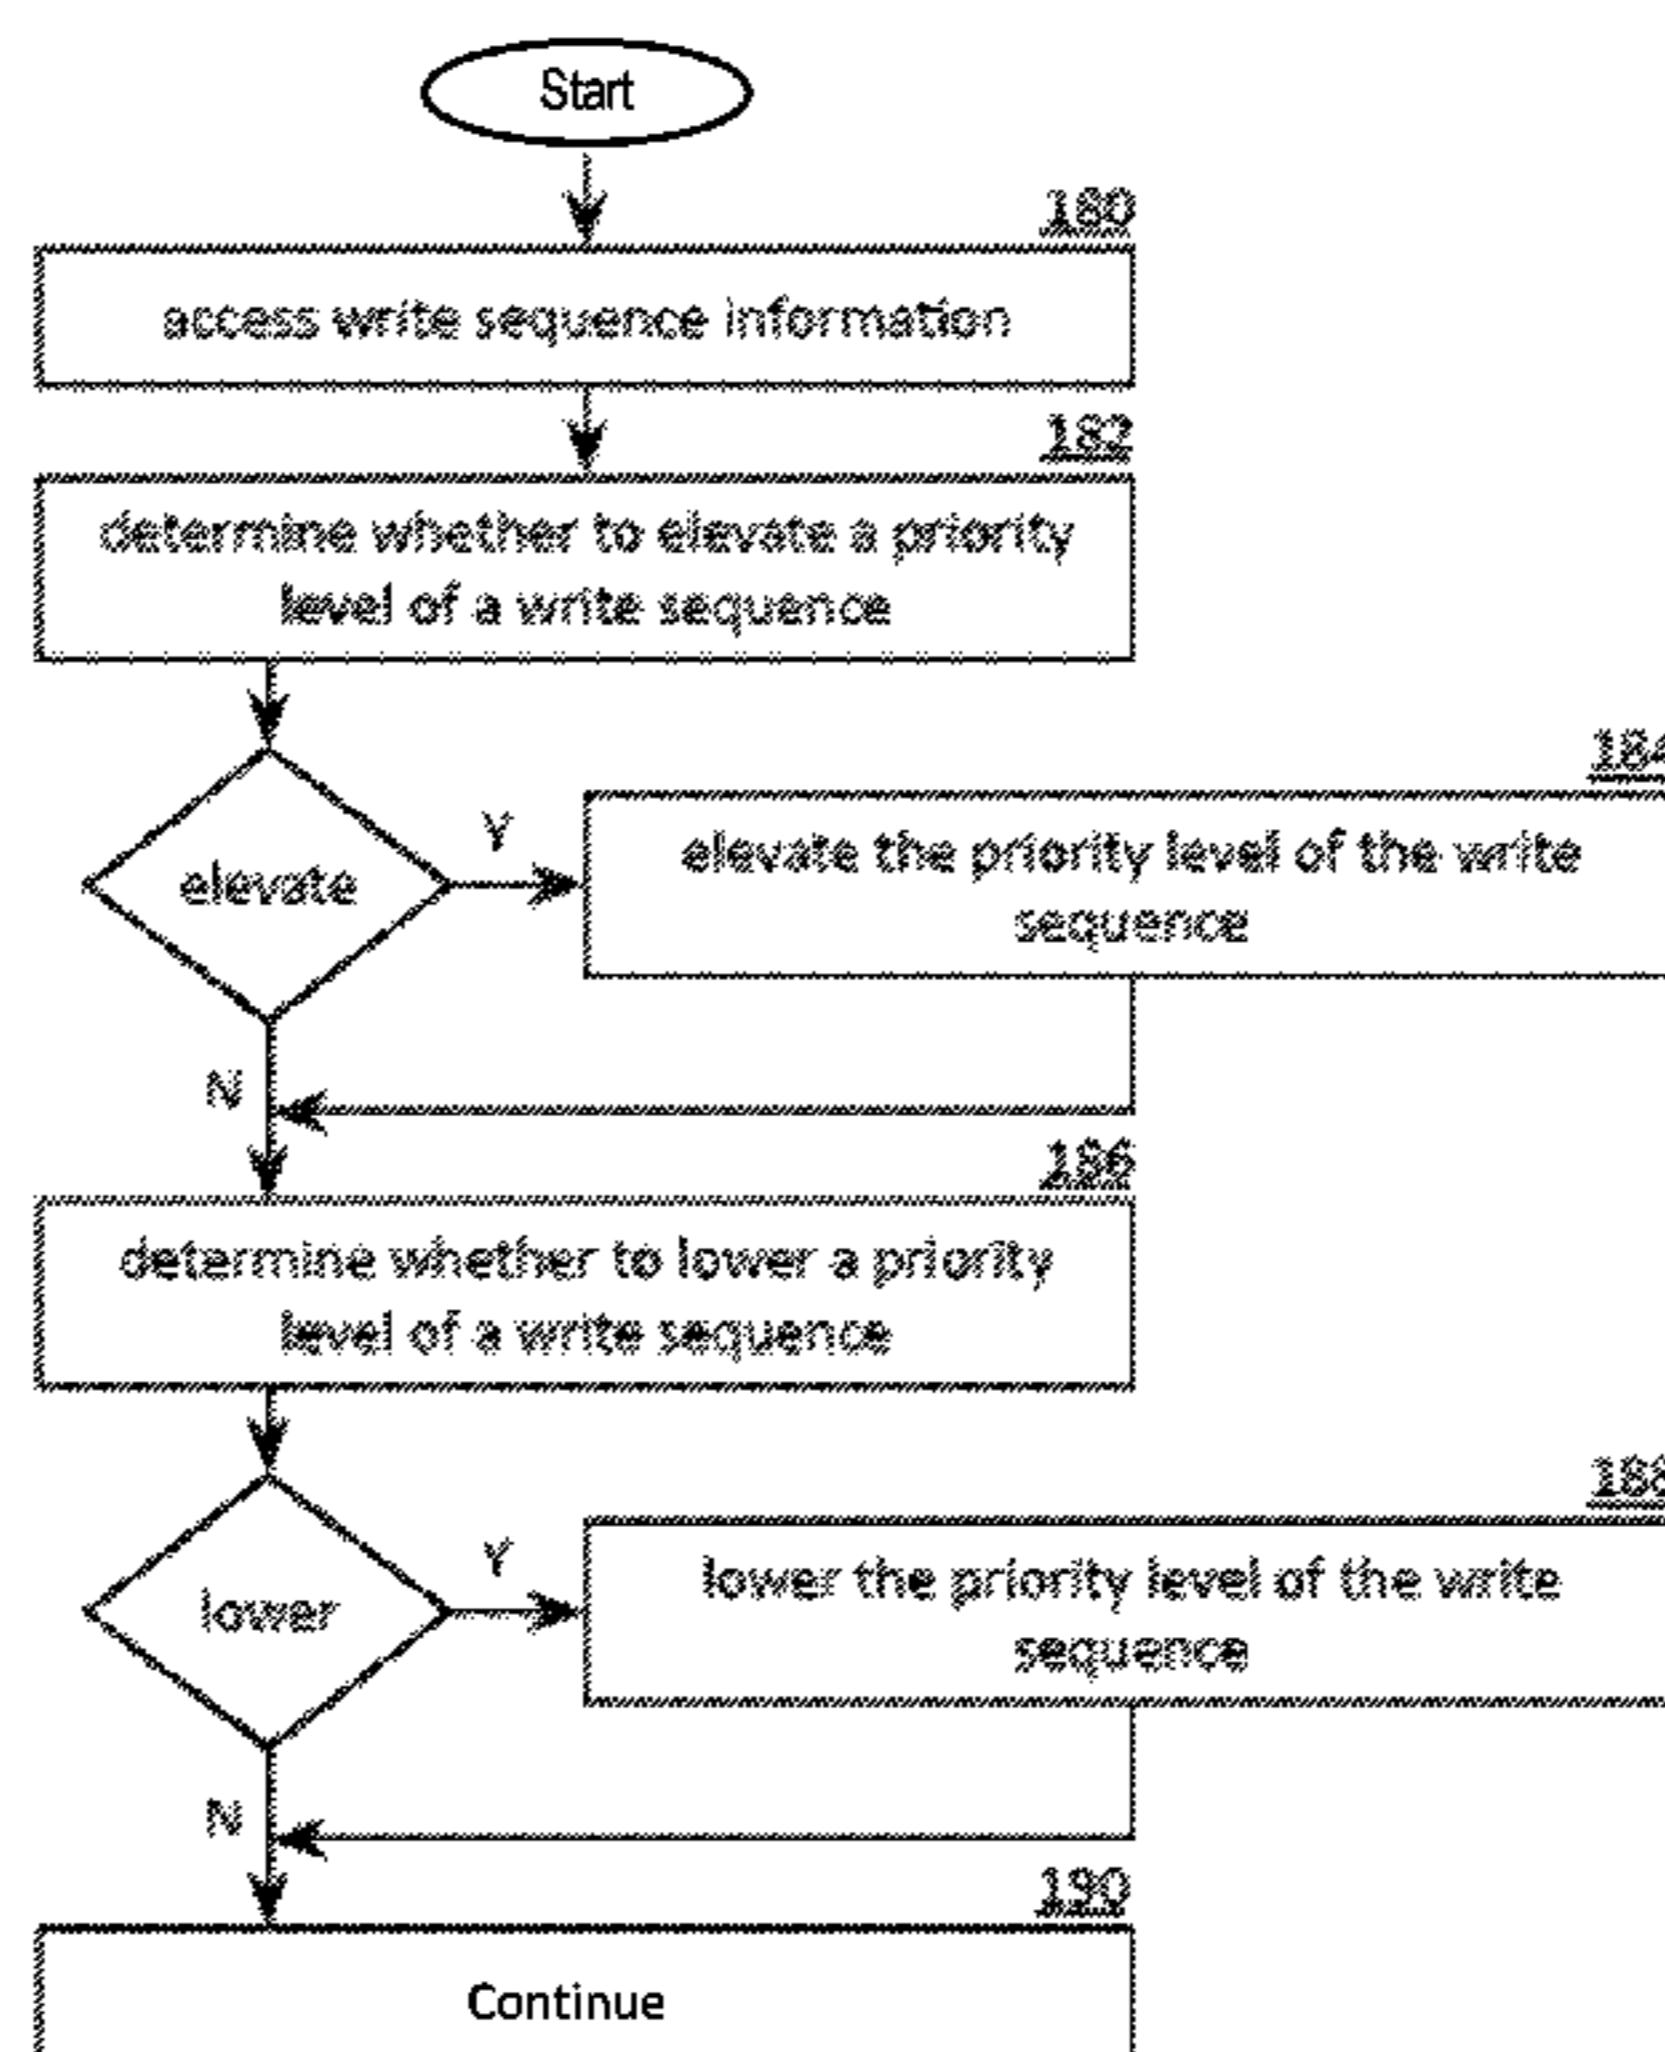 Start
180
access write sequence information
182
determine whether to elevate a priority
level of a write sequence
184
elevate
Y
elevate the priority level of the write
sequence
N
186
determine whether to lower a priority
level of a write sequence
188
lower
Y
lower the priority level of the write
sequence
N
190
Continue